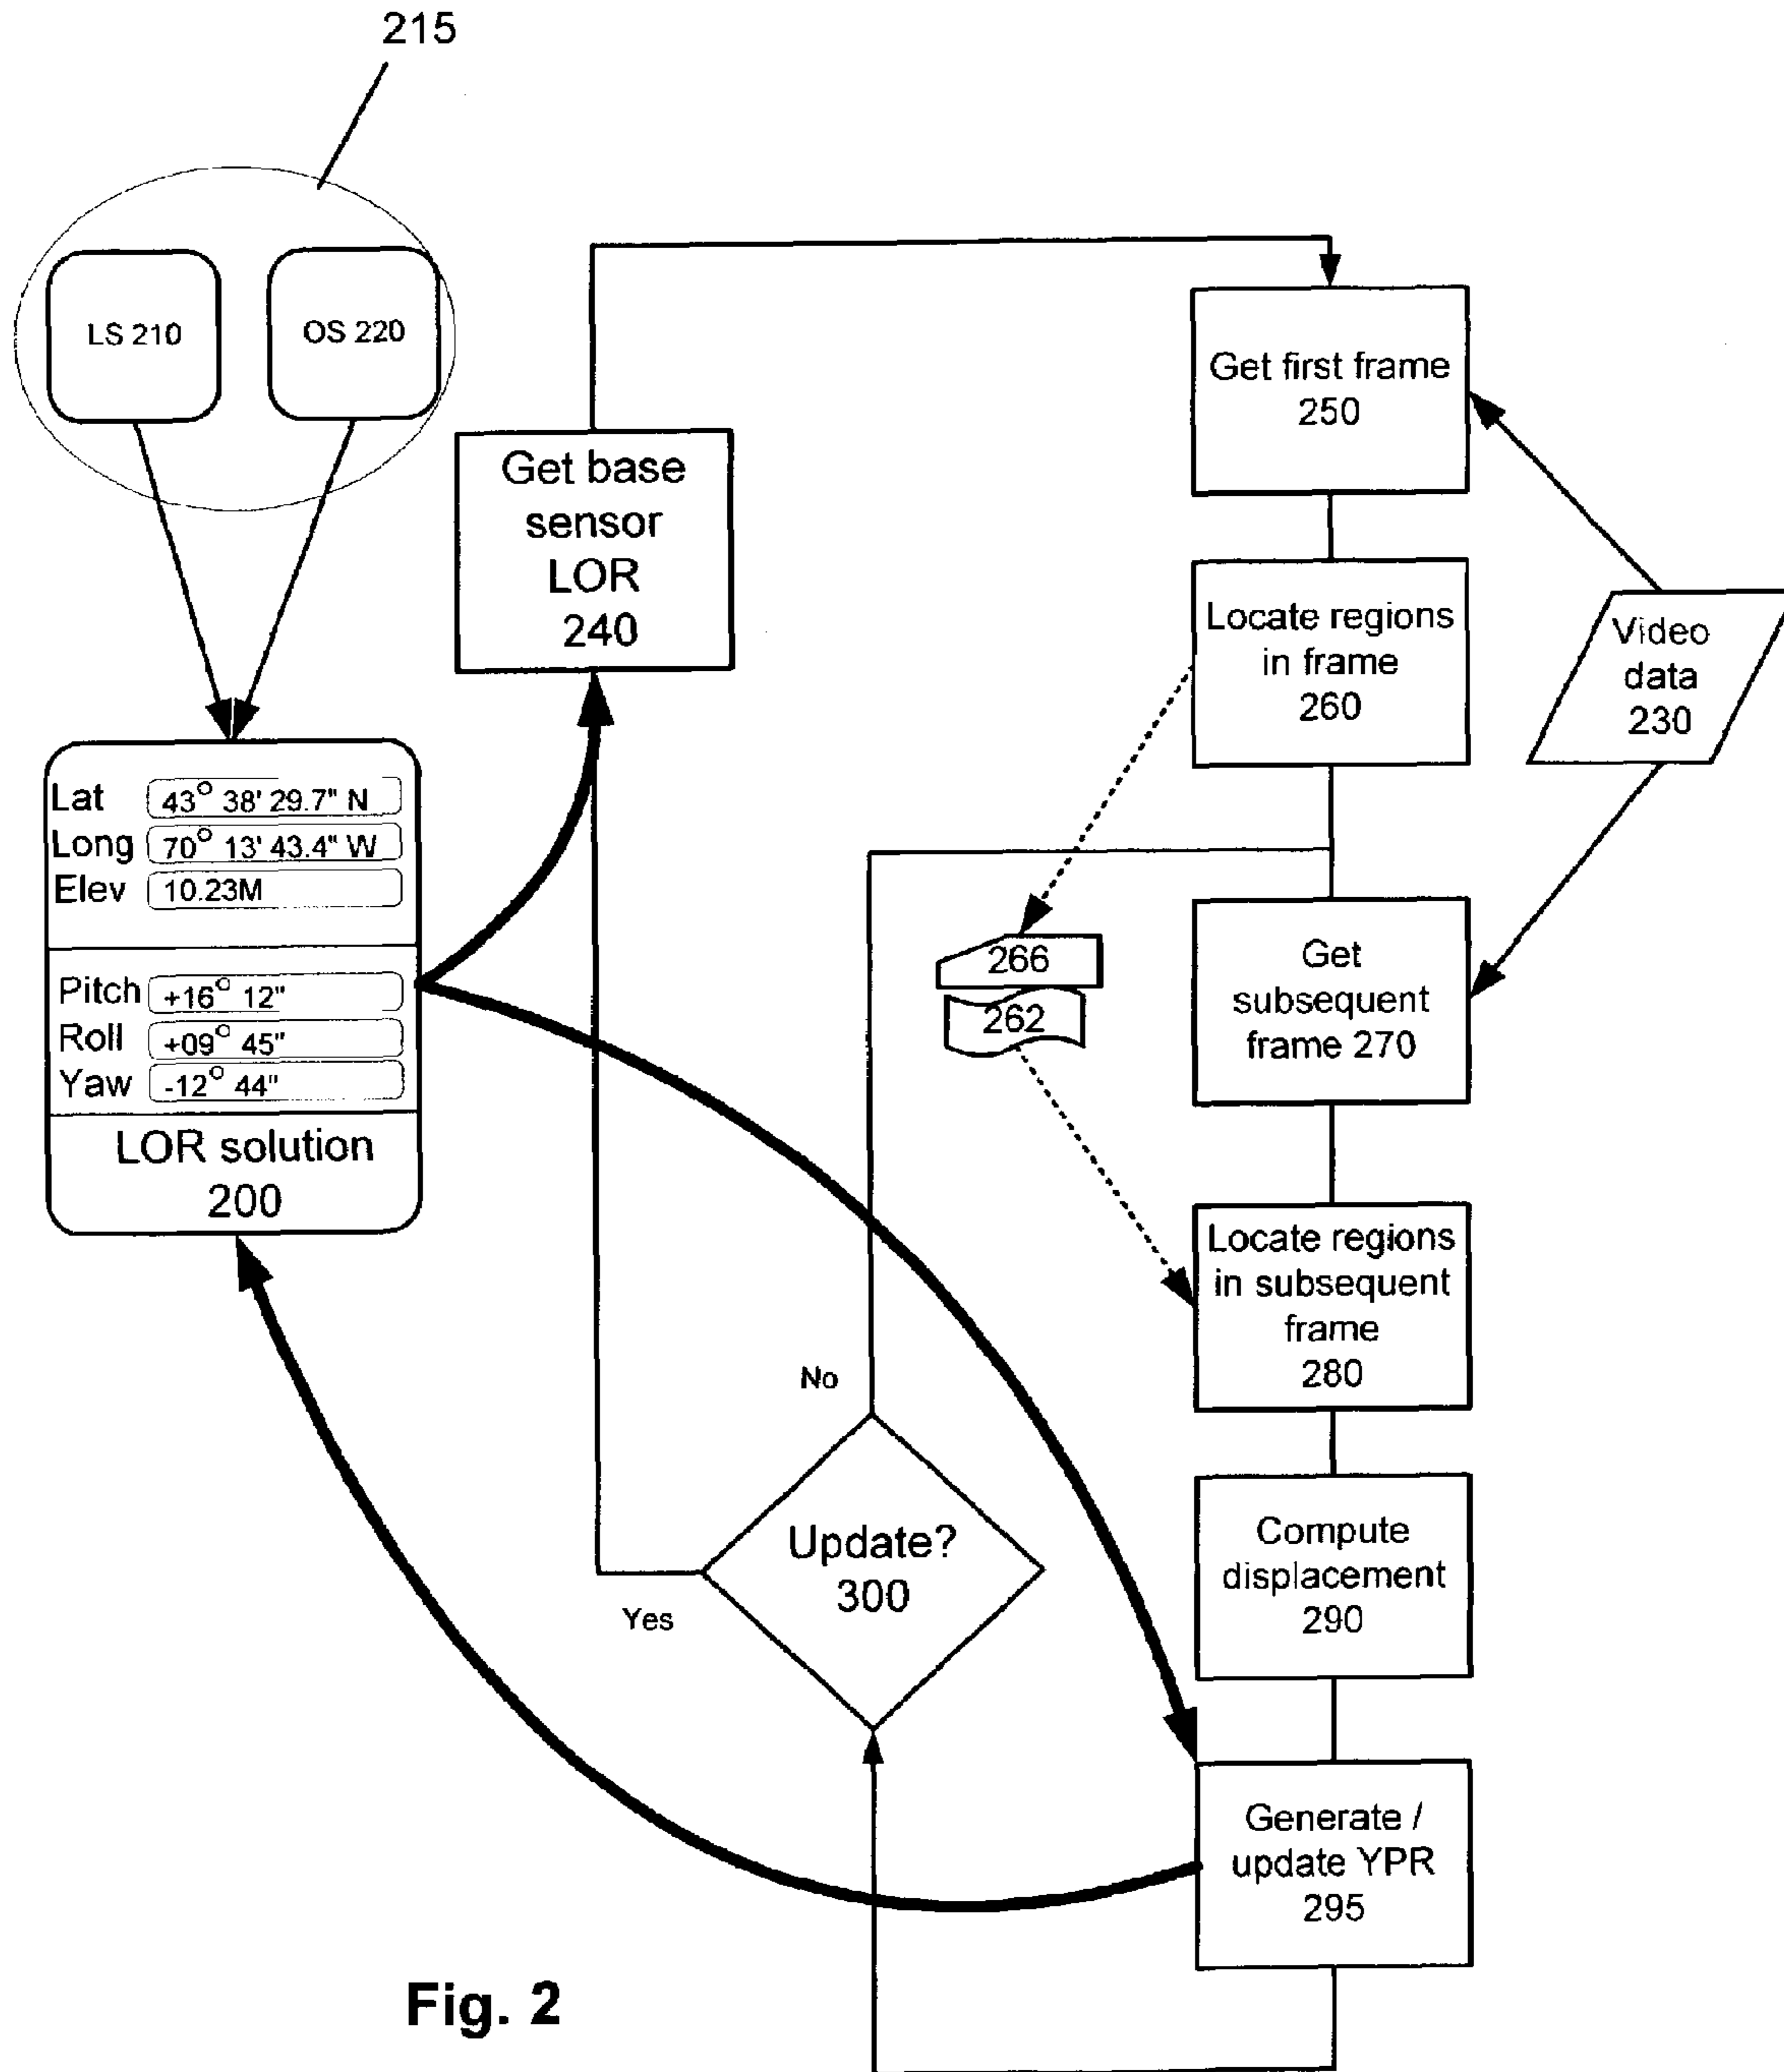 215
LS 210
OS 220
Get base
sensor
LOR
240
Get first frame
250
Locate regions
in frame
260
Video
data
230
Lat 43° 38' 29.7" N
Long 70° 13' 43.4" W
Elev 10.23M
Pitch +16° 12"
Roll +09° 45"
Yaw -12° 44"
LOR solution
200
266
262
Get
subsequent
frame 270
Locate regions
in subsequent
frame
280
No
Update?
300
Yes
Compute
displacement
290
Generate /
update YPR
295
Fig. 2